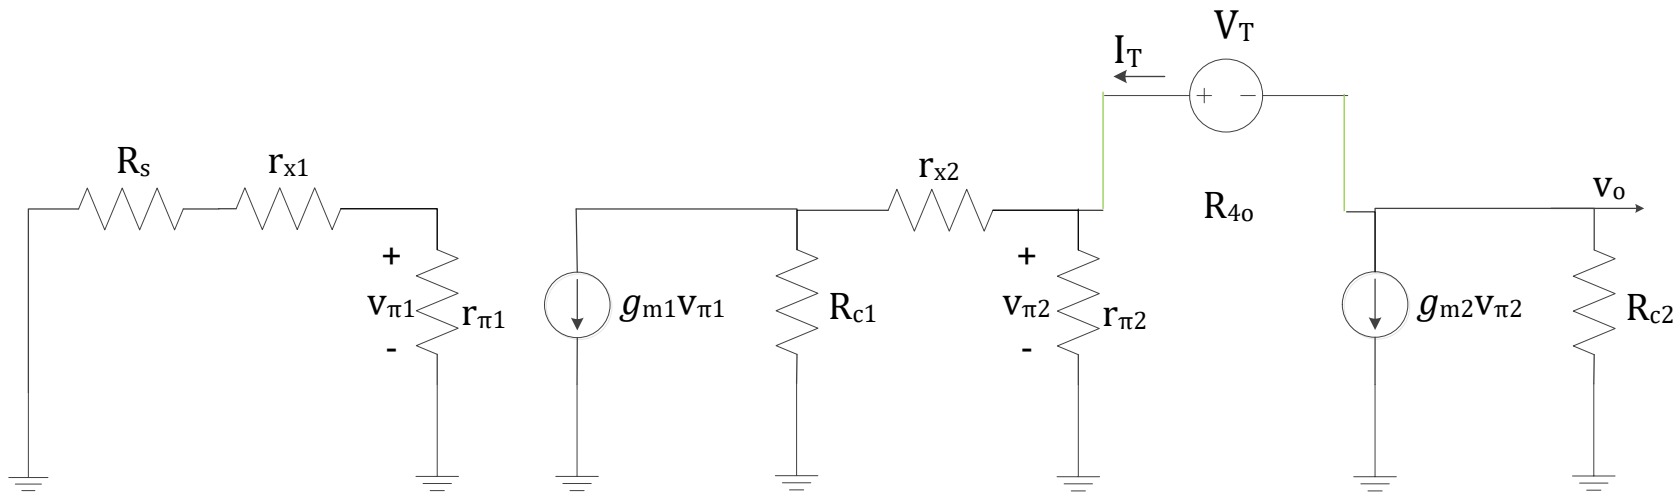 V_T
I_T
+ −
R_s
r_x1
r_x2
R_4o
v_o
+
v_π1
-
r_π1
g_m1v_π1
R_c1
+
v_π2
-
r_π2
g_m2v_π2
R_c2